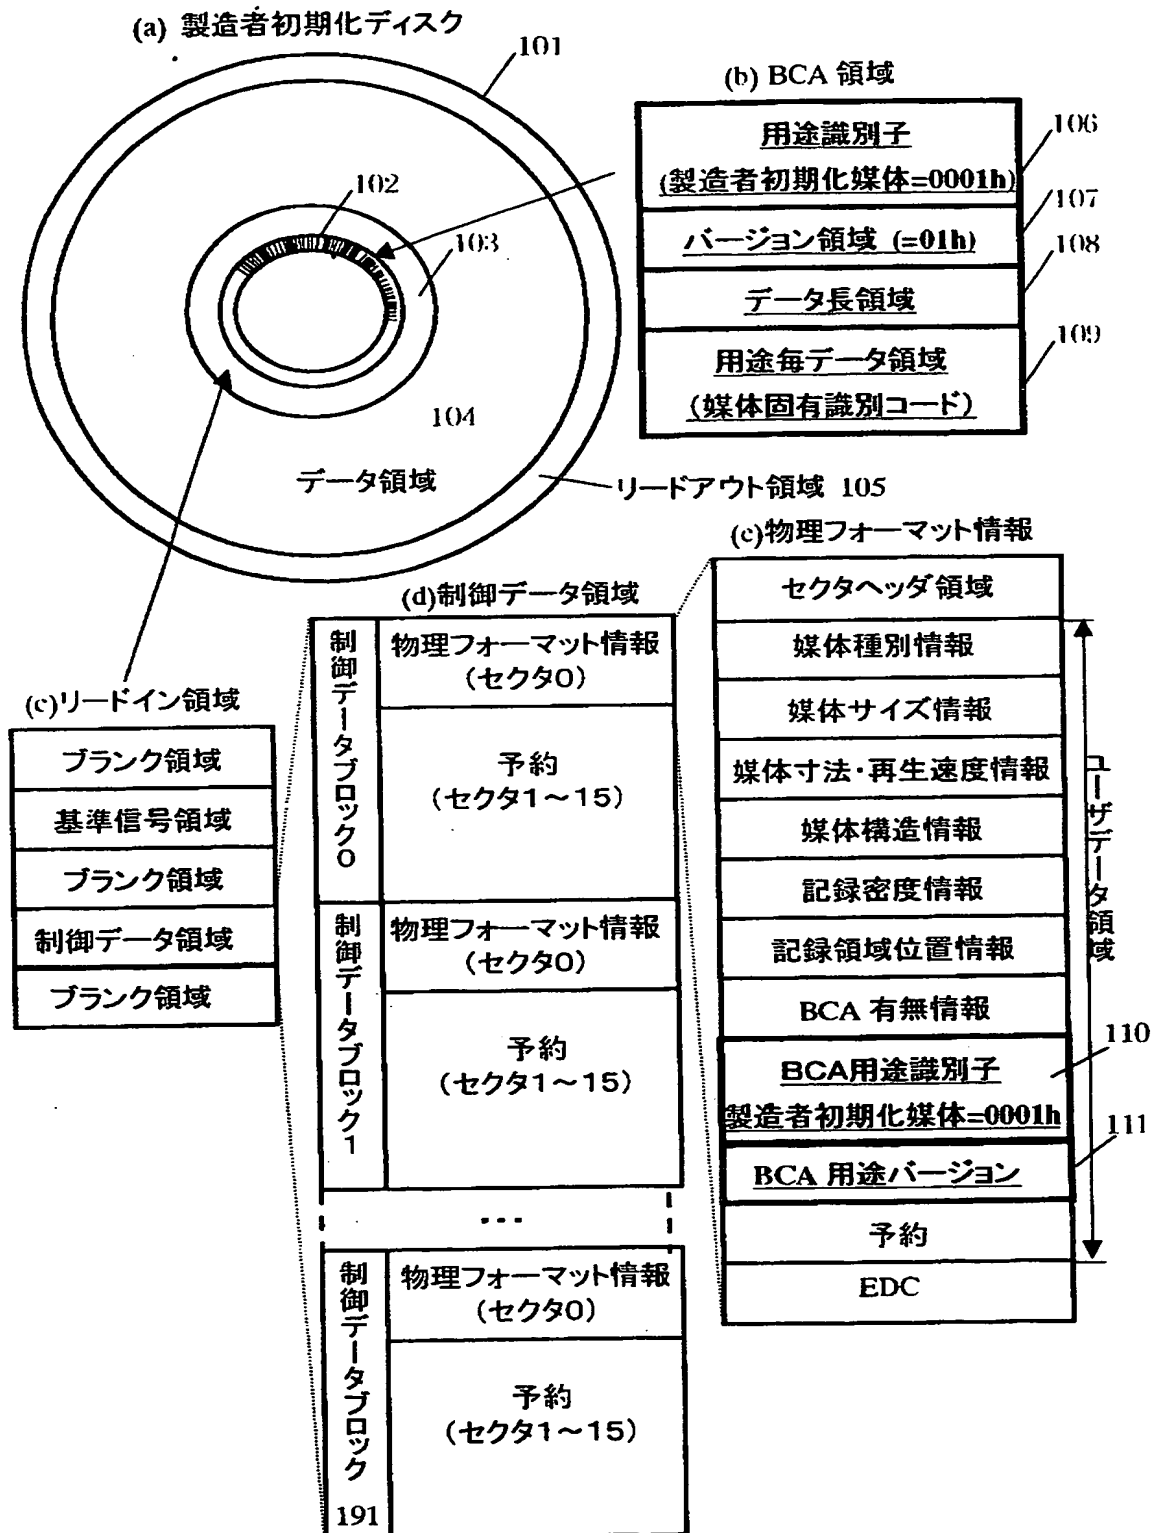 (a) 製造者初期化ディスク
101
102
103
104
データ領域
リードアウト領域 105
(b) BCA 領域
用途識別子
(製造者初期化媒体=0001h)
106
バージョン領域 (=01h)
107
データ長領域
108
用途毎データ領域
(媒体固有識別コード)
109
(c)リードイン領域
ブランク領域
基準信号領域
ブランク領域
制御データ領域
ブランク領域
(d)制御データ領域
制御データブロック0
物理フォーマット情報
(セクタ0)
予約
(セクタ1～15)
制御データブロック1
物理フォーマット情報
(セクタ0)
予約
(セクタ1～15)
...
制御データブロック
191
物理フォーマット情報
(セクタ0)
予約
(セクタ1～15)
(e)物理フォーマット情報
セクタヘッダ領域
媒体種別情報
媒体サイズ情報
媒体寸法・再生速度情報
媒体構造情報
記録密度情報
記録領域位置情報
BCA 有無情報
BCA用途識別子
製造者初期化媒体=0001h
110
BCA 用途バージョン
111
予約
EDC
ユーザデータ領域